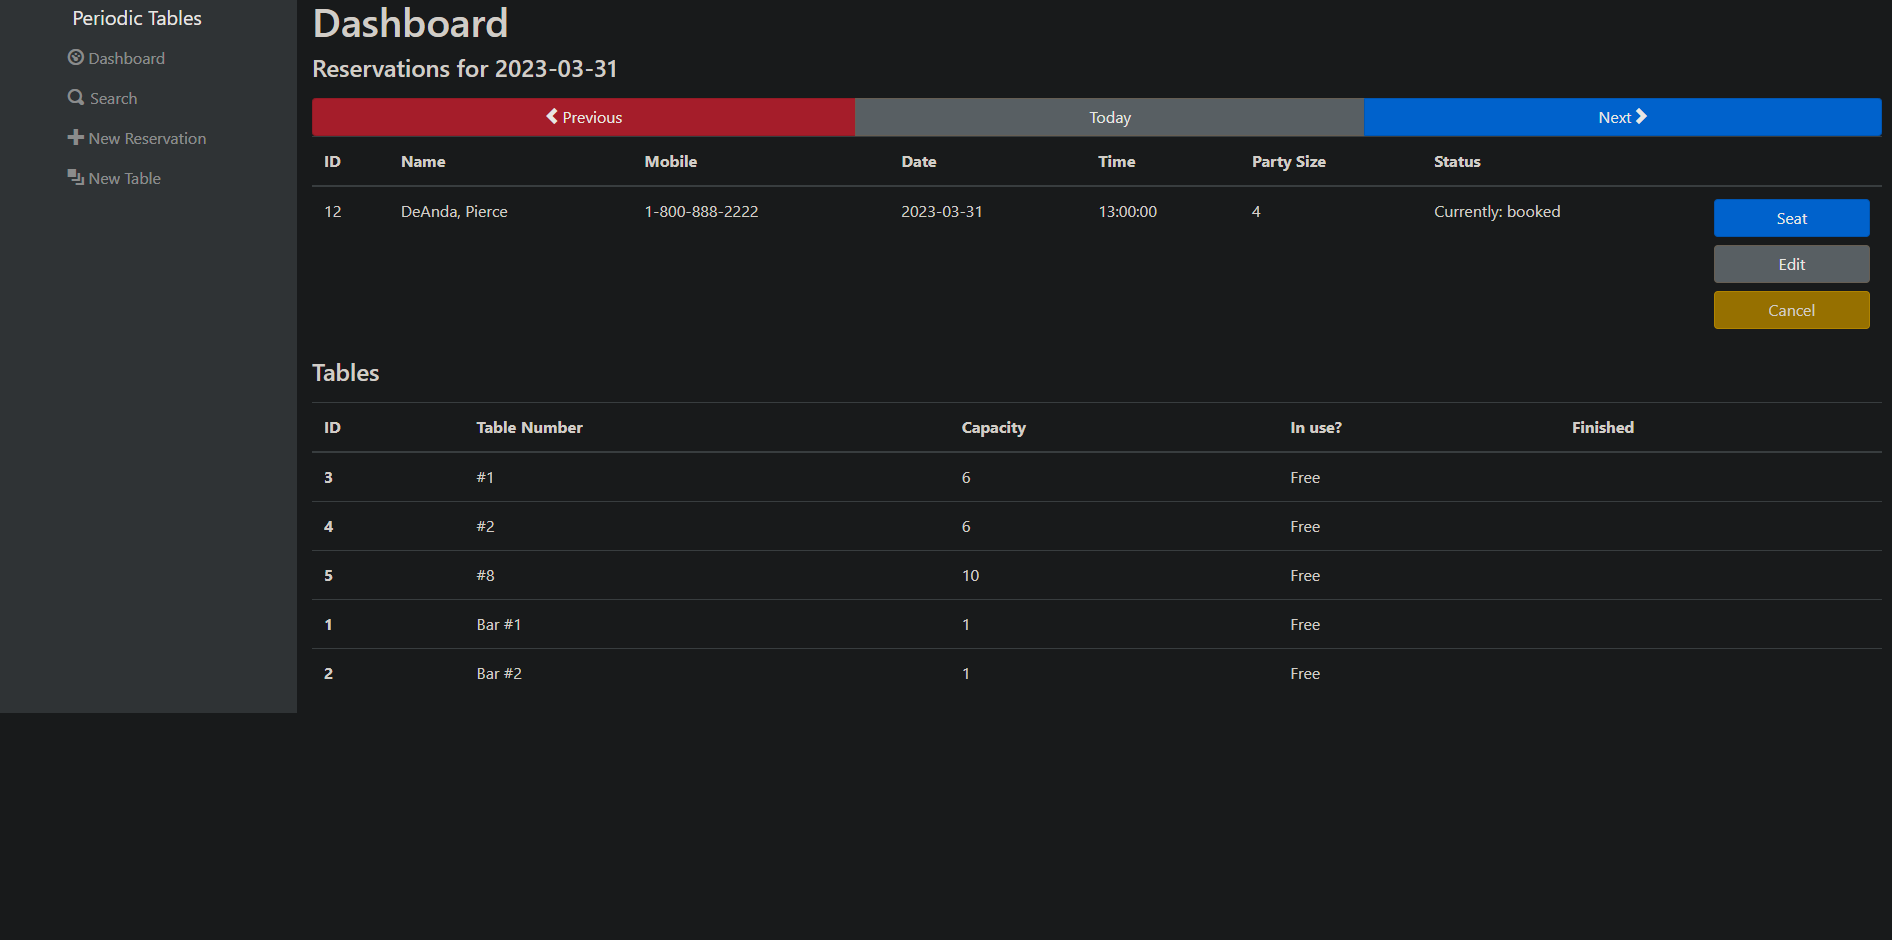 Periodic Tables
Dashboard
Search
New Reservation
New Table
Dashboard
Reservations for 2023-03-31
Previous Today Next
ID Name Mobile Date Time Party Size Status
12 DeAnda, Pierce 1-800-888-2222 2023-03-31 13:00:00 4 Currently: booked Seat
Edit
Cancel
Tables
ID Table Number Capacity In use? Finished
3 #1 6 Free
4 #2 6 Free
5 #8 10 Free
1 Bar #1 1 Free
2 Bar #2 1 Free